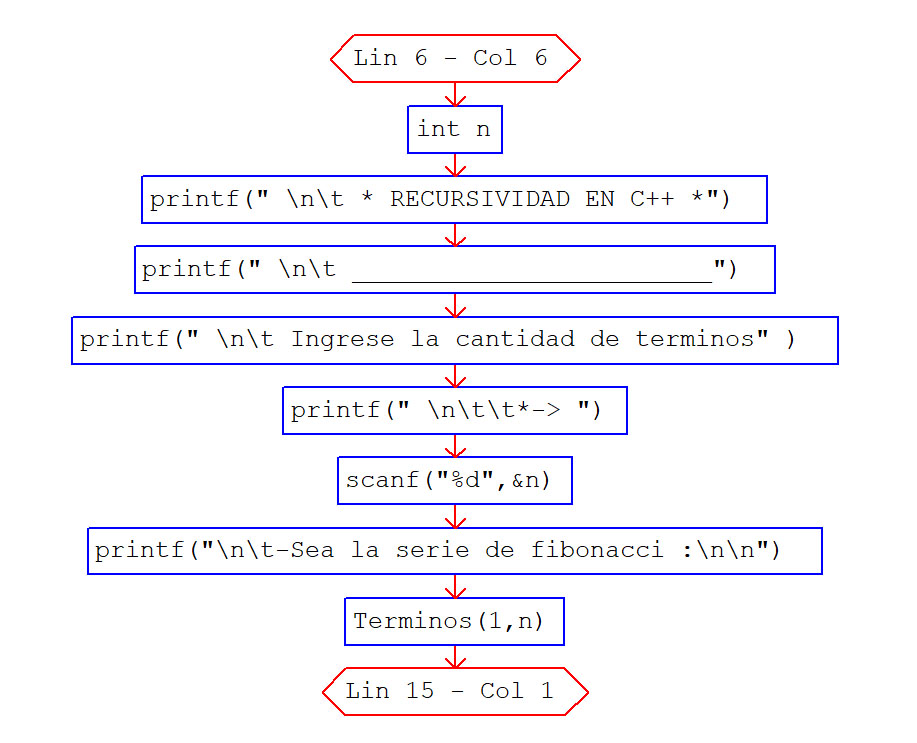 Lin 6 - Col 6
int n
printf(" \n\t * RECURSIVIDAD EN C++ *")
printf(" \n\t ________________________")
printf(" \n\t Ingrese la cantidad de terminos" )
printf(" \n\t\t*-> ")
scanf("%d",&n)
printf("\n\t-Sea la serie de fibonacci :\n\n")
Terminos(1,n)
Lin 15 - Col 1